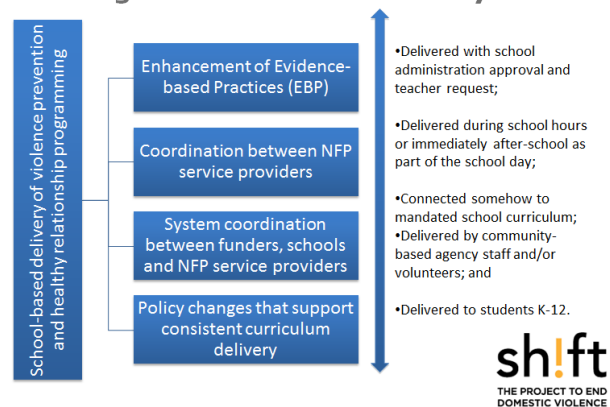 School-based delivery of violence prevention
and healthy relationship programming
Enhancement of Evidence-
based Practices (EBP)
Coordination between NFP
service providers
System coordination
between funders, schools
and NFP service providers
Policy changes that support
consistent curriculum
delivery
•Delivered with school
administration approval and
teacher request;
•Delivered during school hours
or immediately after-school as
part of the school day;
•Connected somehow to
mandated school curriculum;
•Delivered by community-
based agency staff and/or
volunteers; and
•Delivered to students K-12.
sh!ft
THE PROJECT TO END
DOMESTIC VIOLENCE